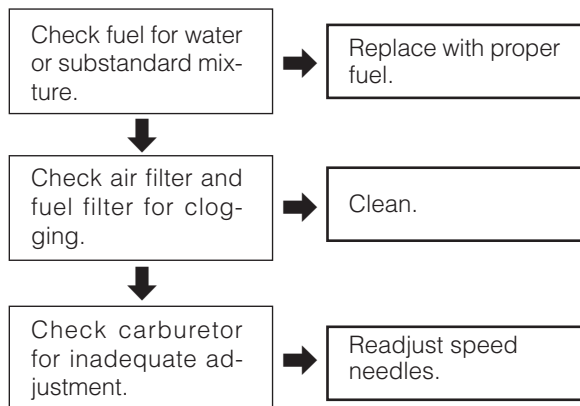 Check fuel for water
or substandard mix-
ture.
Replace with proper
fuel.
Check air filter and
fuel filter for clog-
ging.
Clean.
Check carburetor
for inadequate ad-
justment.
Readjust speed
needles.